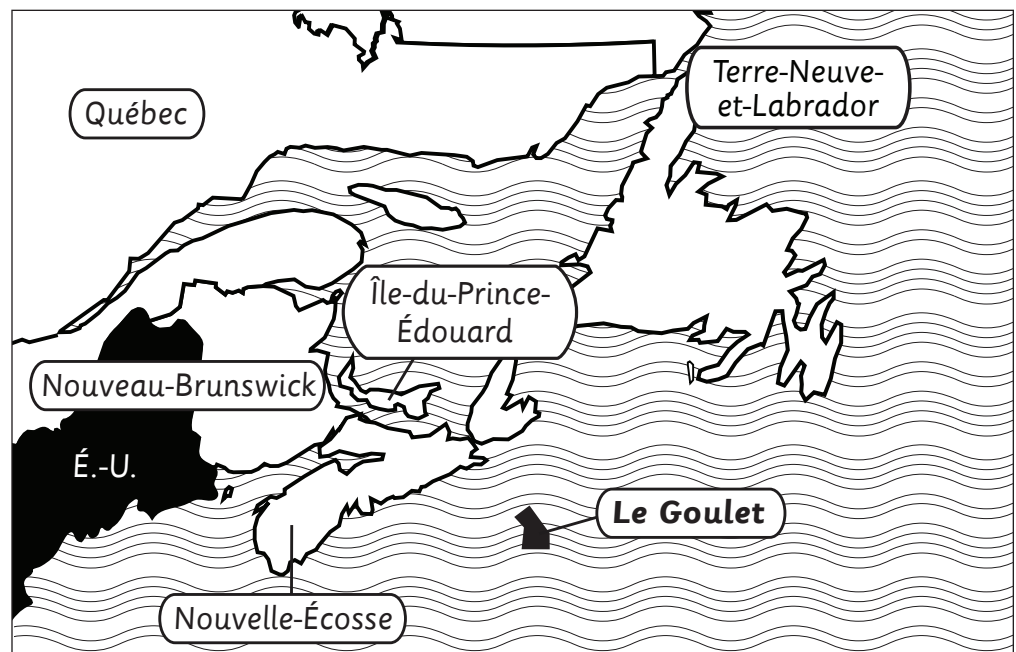 Terre-Neuve-
et-Labrador
Québec
Île-du-Prince-
Édouard
Nouveau-Brunswick
É.-U.
Le Goulet
Nouvelle-Écosse